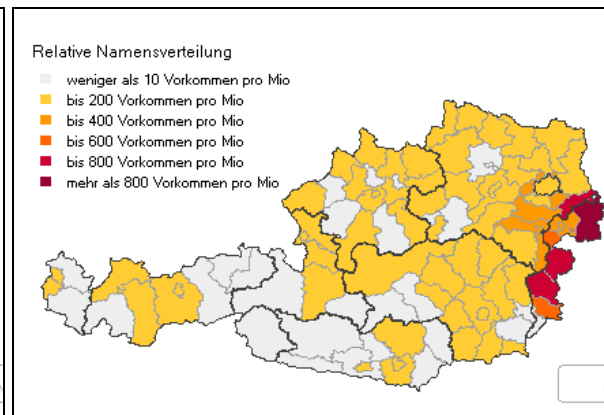 Relative Namensverteilung
weniger als 10 Vorkommen pro Mio
bis 200 Vorkommen pro Mio
bis 400 Vorkommen pro Mio
bis 600 Vorkommen pro Mio
bis 800 Vorkommen pro Mio
mehr als 800 Vorkommen pro Mio